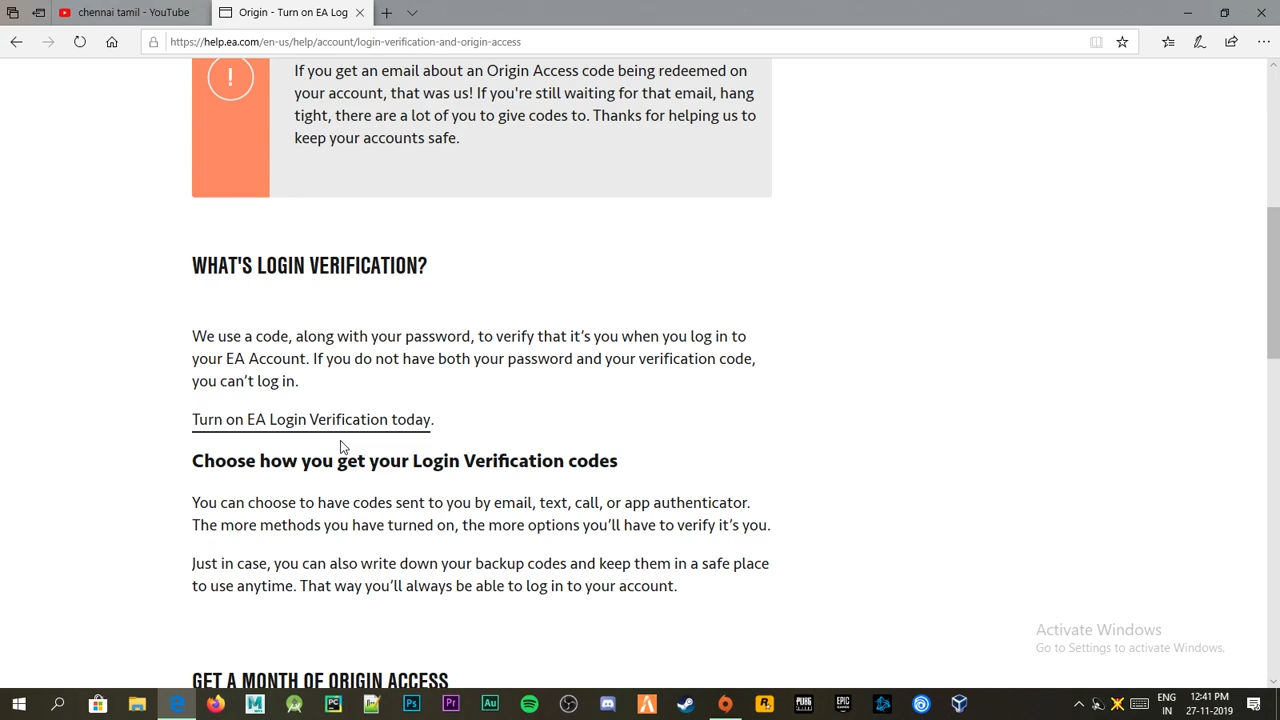 chennai tamil - YouTube
Origin - Turn on EA Log
https://help.ea.com/en-us/help/account/login-verification-and-origin-access
If you get an email about an Origin Access code being redeemed on
your account, that was us! If you're still waiting for that email, hang
tight, there are a lot of you to give codes to. Thanks for helping us to
keep your accounts safe.
WHAT'S LOGIN VERIFICATION?
We use a code, along with your password, to verify that it’s you when you log in to
your EA Account. If you do not have both your password and your verification code,
you can’t log in.
Turn on EA Login Verification today.
Choose how you get your Login Verification codes
You can choose to have codes sent to you by email, text, call, or app authenticator.
The more methods you have turned on, the more options you’ll have to verify it’s you.
Just in case, you can also write down your backup codes and keep them in a safe place
to use anytime. That way you’ll always be able to log in to your account.
Activate Windows
Go to Settings to activate Windows.
GET A MONTH OF ORIGIN ACCESS
ENG 12:41 PM
IN 27-11-2019